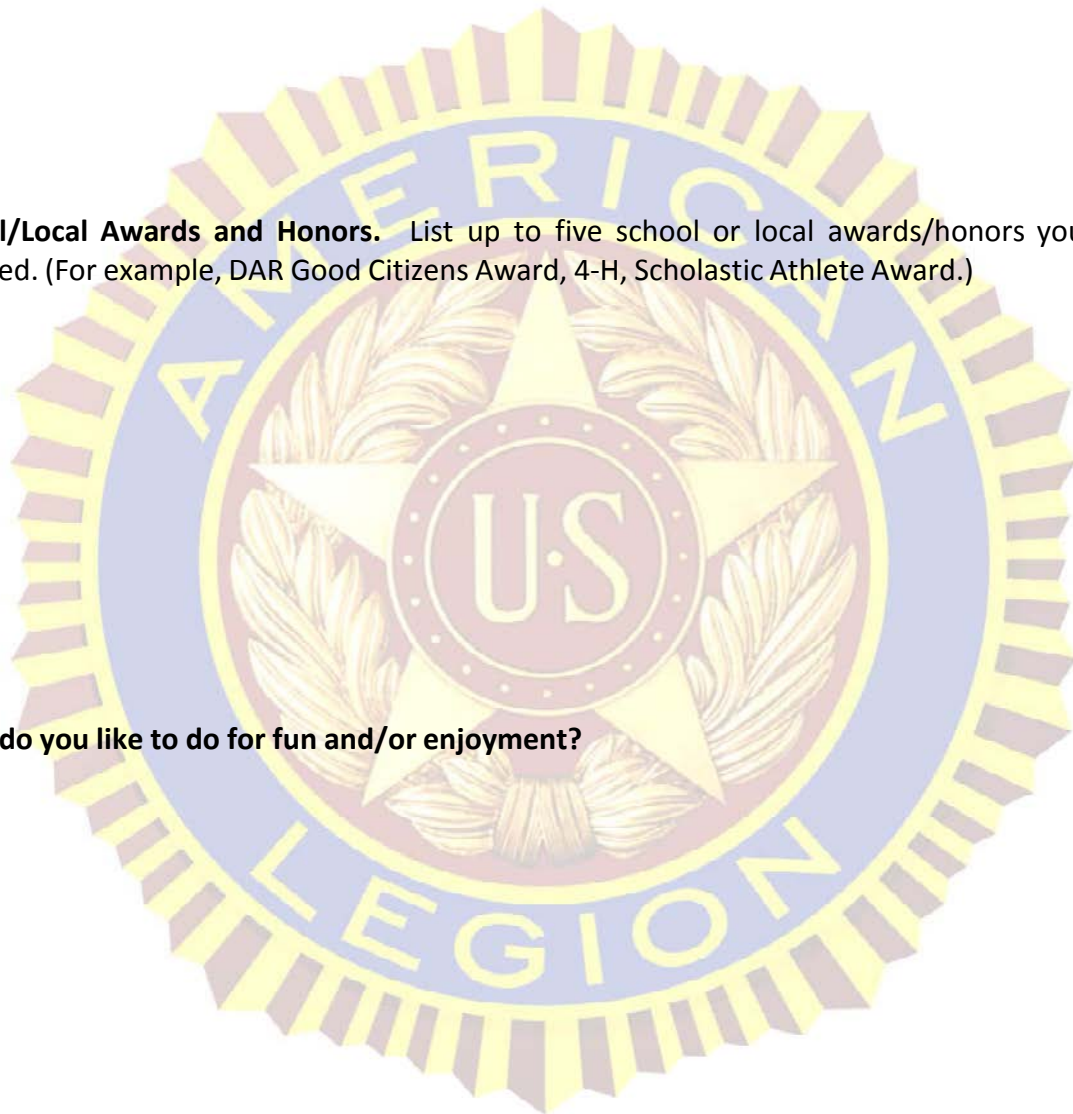 AMERICAN
l/Local Awards and Honors. List up to five school or local awards/honors you
ed. (For example, DAR Good Citizens Award, 4-H, Scholastic Athlete Award.)
U·S
do you like to do for fun and/or enjoyment?
LEGION